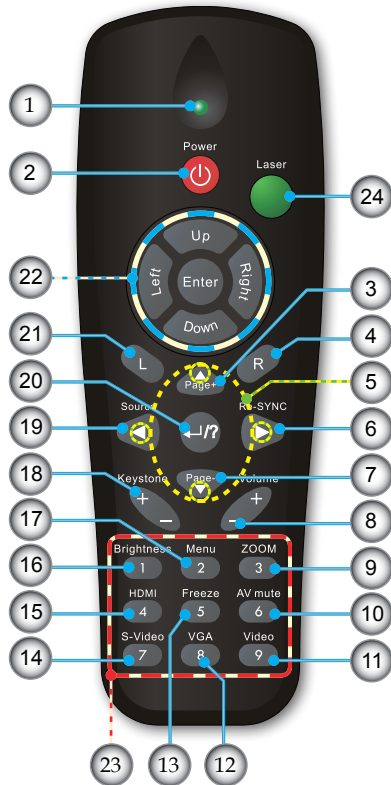 1
Power
2
Laser
24
Up
22
Left
Enter
Right
3
Down
21
L
R
4
Page+
20
5
Source
Re-SYNC
/?
19
6
Page-
7
18
Keystone
Volume
+
+
17
-
-
8
Brightness
Menu
ZOOM
16
1
2
3
9
HDMI
Freeze
AV mute
15
4
5
6
10
S-Video
VGA
Video
14
7
8
9
11
23
13
12